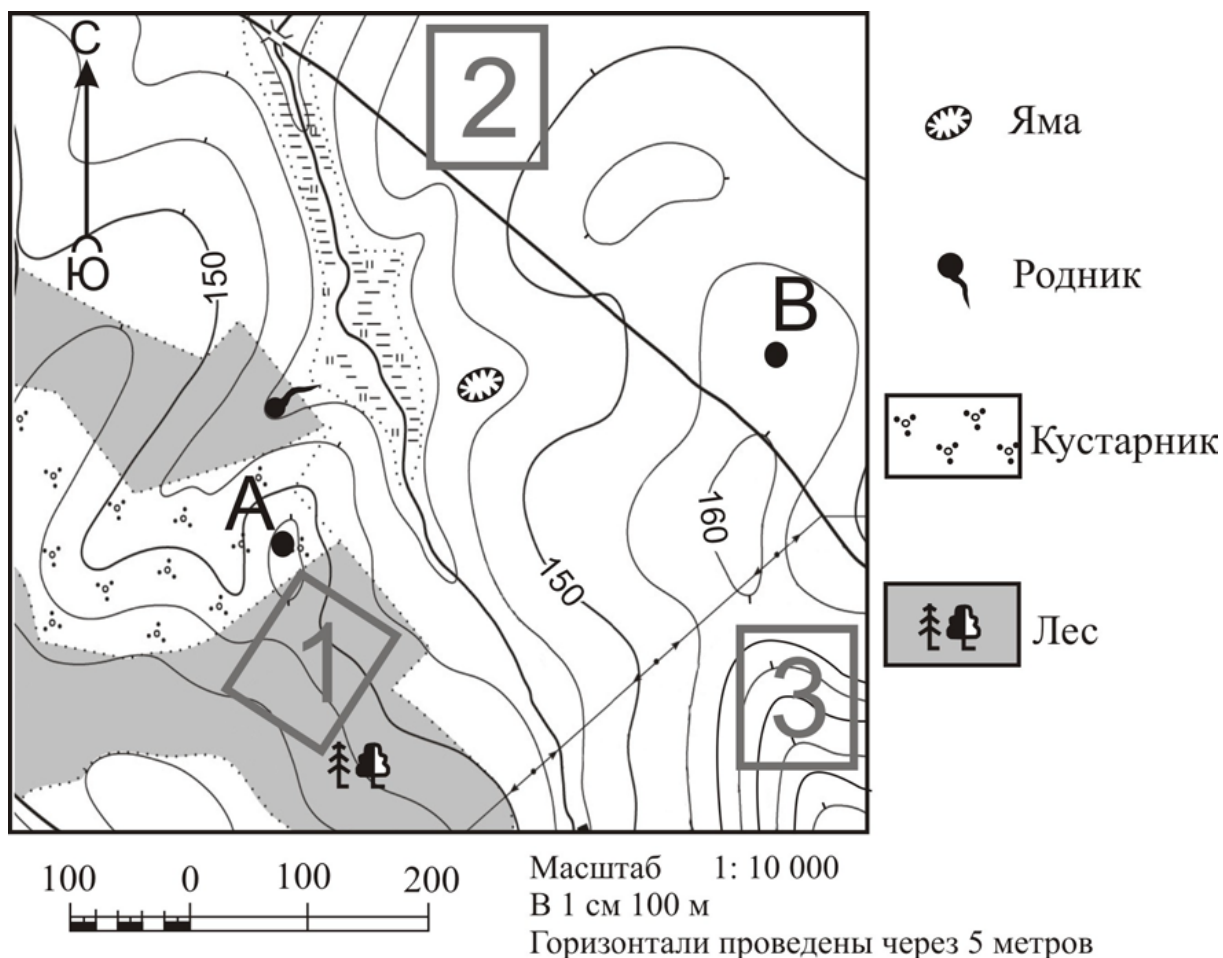 С
2
Яма
Ю
150
Родник
В
Кустарник
А
160
150
1
Лес
3
100 0 100 200
Масштаб 1: 10 000
В 1 см 100 м
Горизонтали проведены через 5 метров